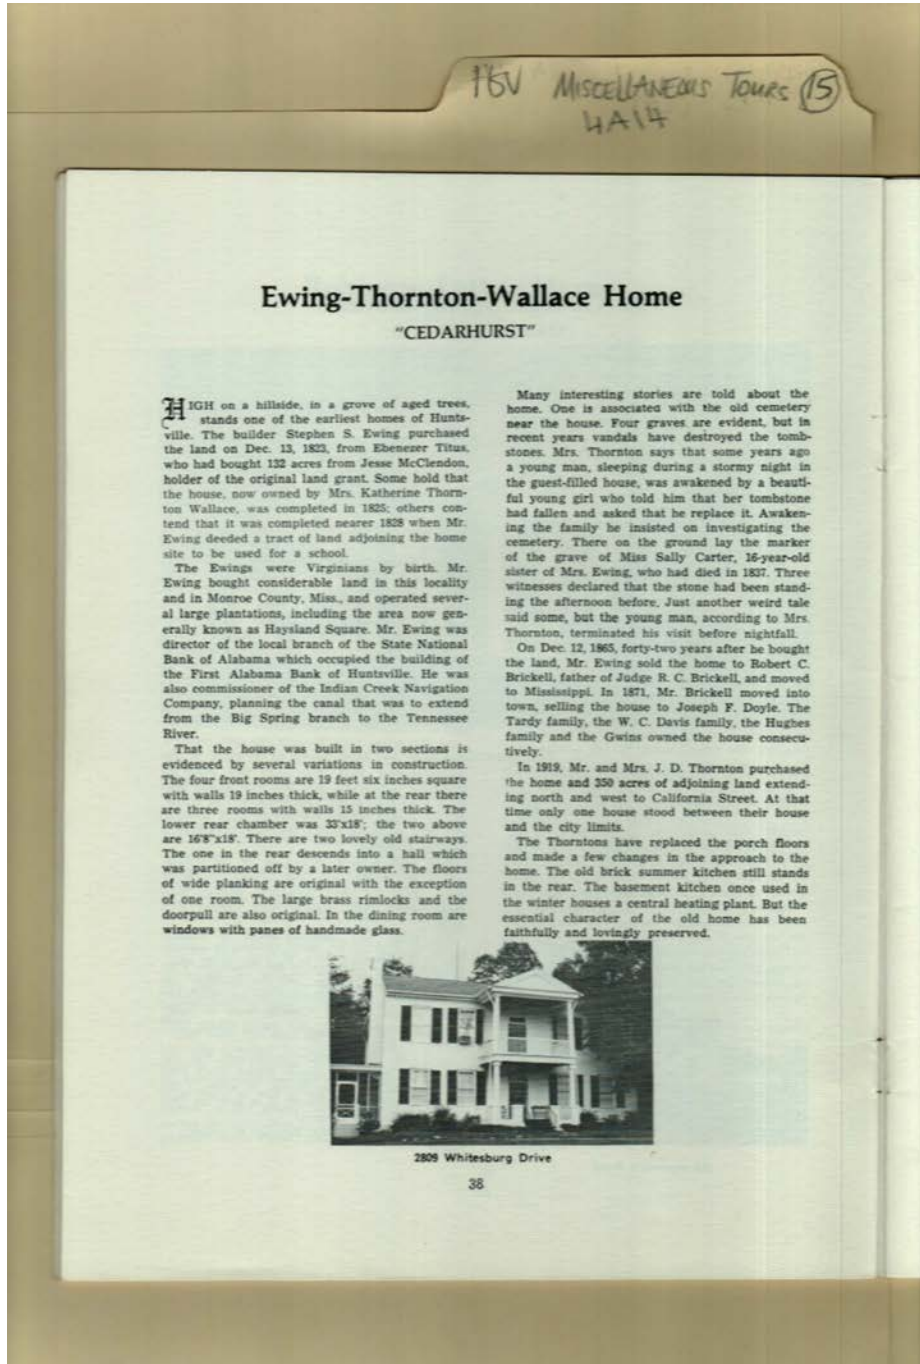 HSV MISCELLANEOUS TOURS 15
4A14
Ewing-Thornton-Wallace Home
"CEDARHURST"
HIGH on a hillside, in a grove of aged trees,
stands one of the earliest homes of Hunts-
ville. The builder Stephen S. Ewing purchased
the land on Dec. 13, 1823, from Ebenezer Titus,
who had bought 132 acres from Jesse McClendon,
holder of the original land grant. Some hold that
the house, now owned by Mrs. Katherine Thorn-
ton Wallace, was completed in 1825; others con-
tend that it was completed nearer 1828 when Mr.
Ewing deeded a tract of land adjoining the home
site to be used for a school.
The Ewings were Virginians by birth. Mr.
Ewing bought considerable land in this locality
and in Monroe County, Miss., and operated sever-
al large plantations, including the area now gen-
erally known as Haysland Square. Mr. Ewing was
director of the local branch of the State National
Bank of Alabama which occupied the building of
the First Alabama Bank of Huntsville. He was
also commissioner of the Indian Creek Navigation
Company, planning the canal that was to extend
from the Big Spring branch to the Tennessee
River.
That the house was built in two sections is
evidenced by several variations in construction.
The four front rooms are 19 feet six inches square
with walls 19 inches thick, while at the rear there
are three rooms with walls 15 inches thick. The
lower rear chamber was 33'x18'; the two above
are 16'8"x18'. There are two lovely old stairways.
The one in the rear descends into a hall which
was partitioned off by a later owner. The floors
of wide planking are original with the exception
of one room. The large brass rimlocks and the
doorpull are also original. In the dining room are
windows with panes of handmade glass.
Many interesting stories are told about the
home. One is associated with the old cemetery
near the house. Four graves are evident, but in
recent years vandals have destroyed the tomb-
stones. Mrs. Thornton says that some years ago
a young man, sleeping during a stormy night in
the guest-filled house, was awakened by a beauti-
ful young girl who told him that her tombstone
had fallen and asked that he replace it. Awaken-
ing the family he insisted on investigating the
cemetery. There on the ground lay the marker
of the grave of Miss Sally Carter, 16-year-old
sister of Mrs. Ewing, who had died in 1837. Three
witnesses declared that the stone had been stand-
ing the afternoon before. Just another weird tale
said some, but the young man, according to Mrs.
Thornton, terminated his visit before nightfall.
On Dec. 12, 1865, forty-two years after he bought
the land, Mr. Ewing sold the home to Robert C.
Brickell, father of Judge R. C. Brickell, and moved
to Mississippi. In 1871, Mr. Brickell moved into
town, selling the house to Joseph F. Doyle. The
Tardy family, the W. C. Davis family, the Hughes
family and the Gwins owned the house consecu-
tively.
In 1919, Mr. and Mrs. J. D. Thornton purchased
the home and 350 acres of adjoining land extend-
ing north and west to California Street. At that
time only one house stood between their house
and the city limits.
The Thorntons have replaced the porch floors
and made a few changes in the approach to the
home. The old brick summer kitchen still stands
in the rear. The basement kitchen once used in
the winter houses a central heating plant. But the
essential character of the old home has been
faithfully and lovingly preserved.
2809 Whitesburg Drive
38